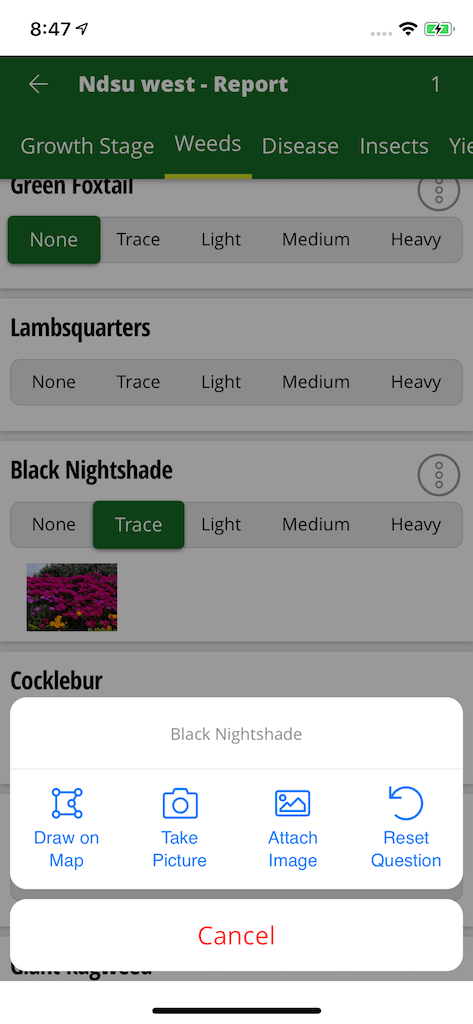 8:47
Ndsu west - Report 1
Growth Stage Weeds Disease Insects Yie
Green Foxtail
None Trace Light Medium Heavy
Lambsquarters
None Trace Light Medium Heavy
Black Nightshade
None Trace Light Medium Heavy
Cocklebur
Black Nightshade
Draw on Map
Take Picture
Attach Image
Reset Question
Cancel
Giant Ragweed